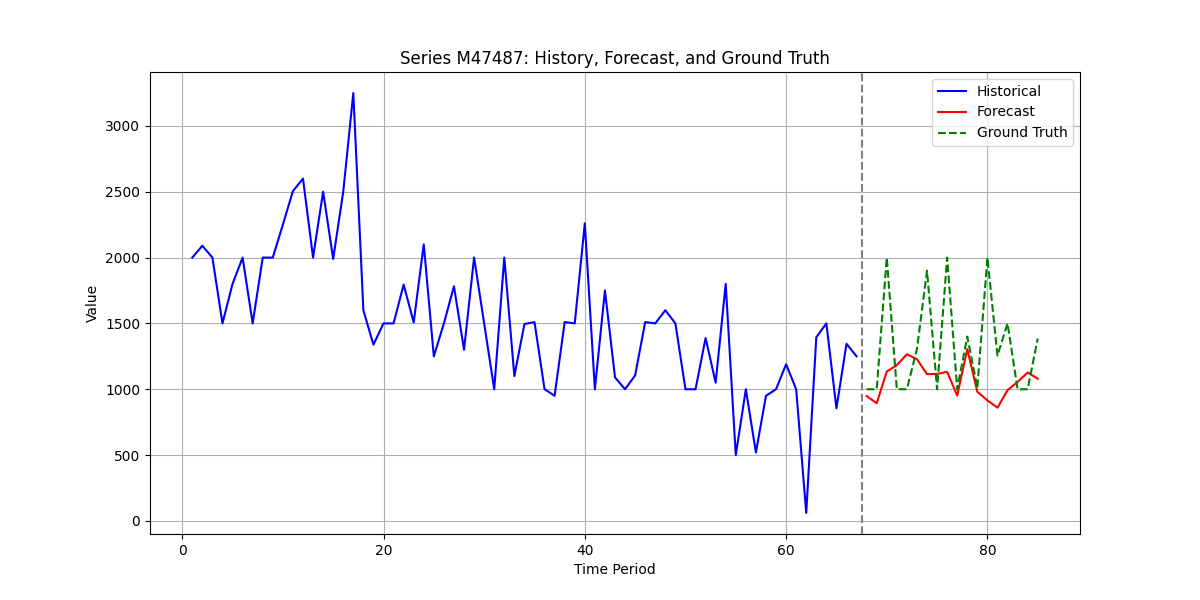 Series M47487: History, Forecast, and Ground Truth
Historical
Forecast
Ground Truth
Value
3000
2500
2000
1500
1000
500
0
0 20 40 60 80
Time Period